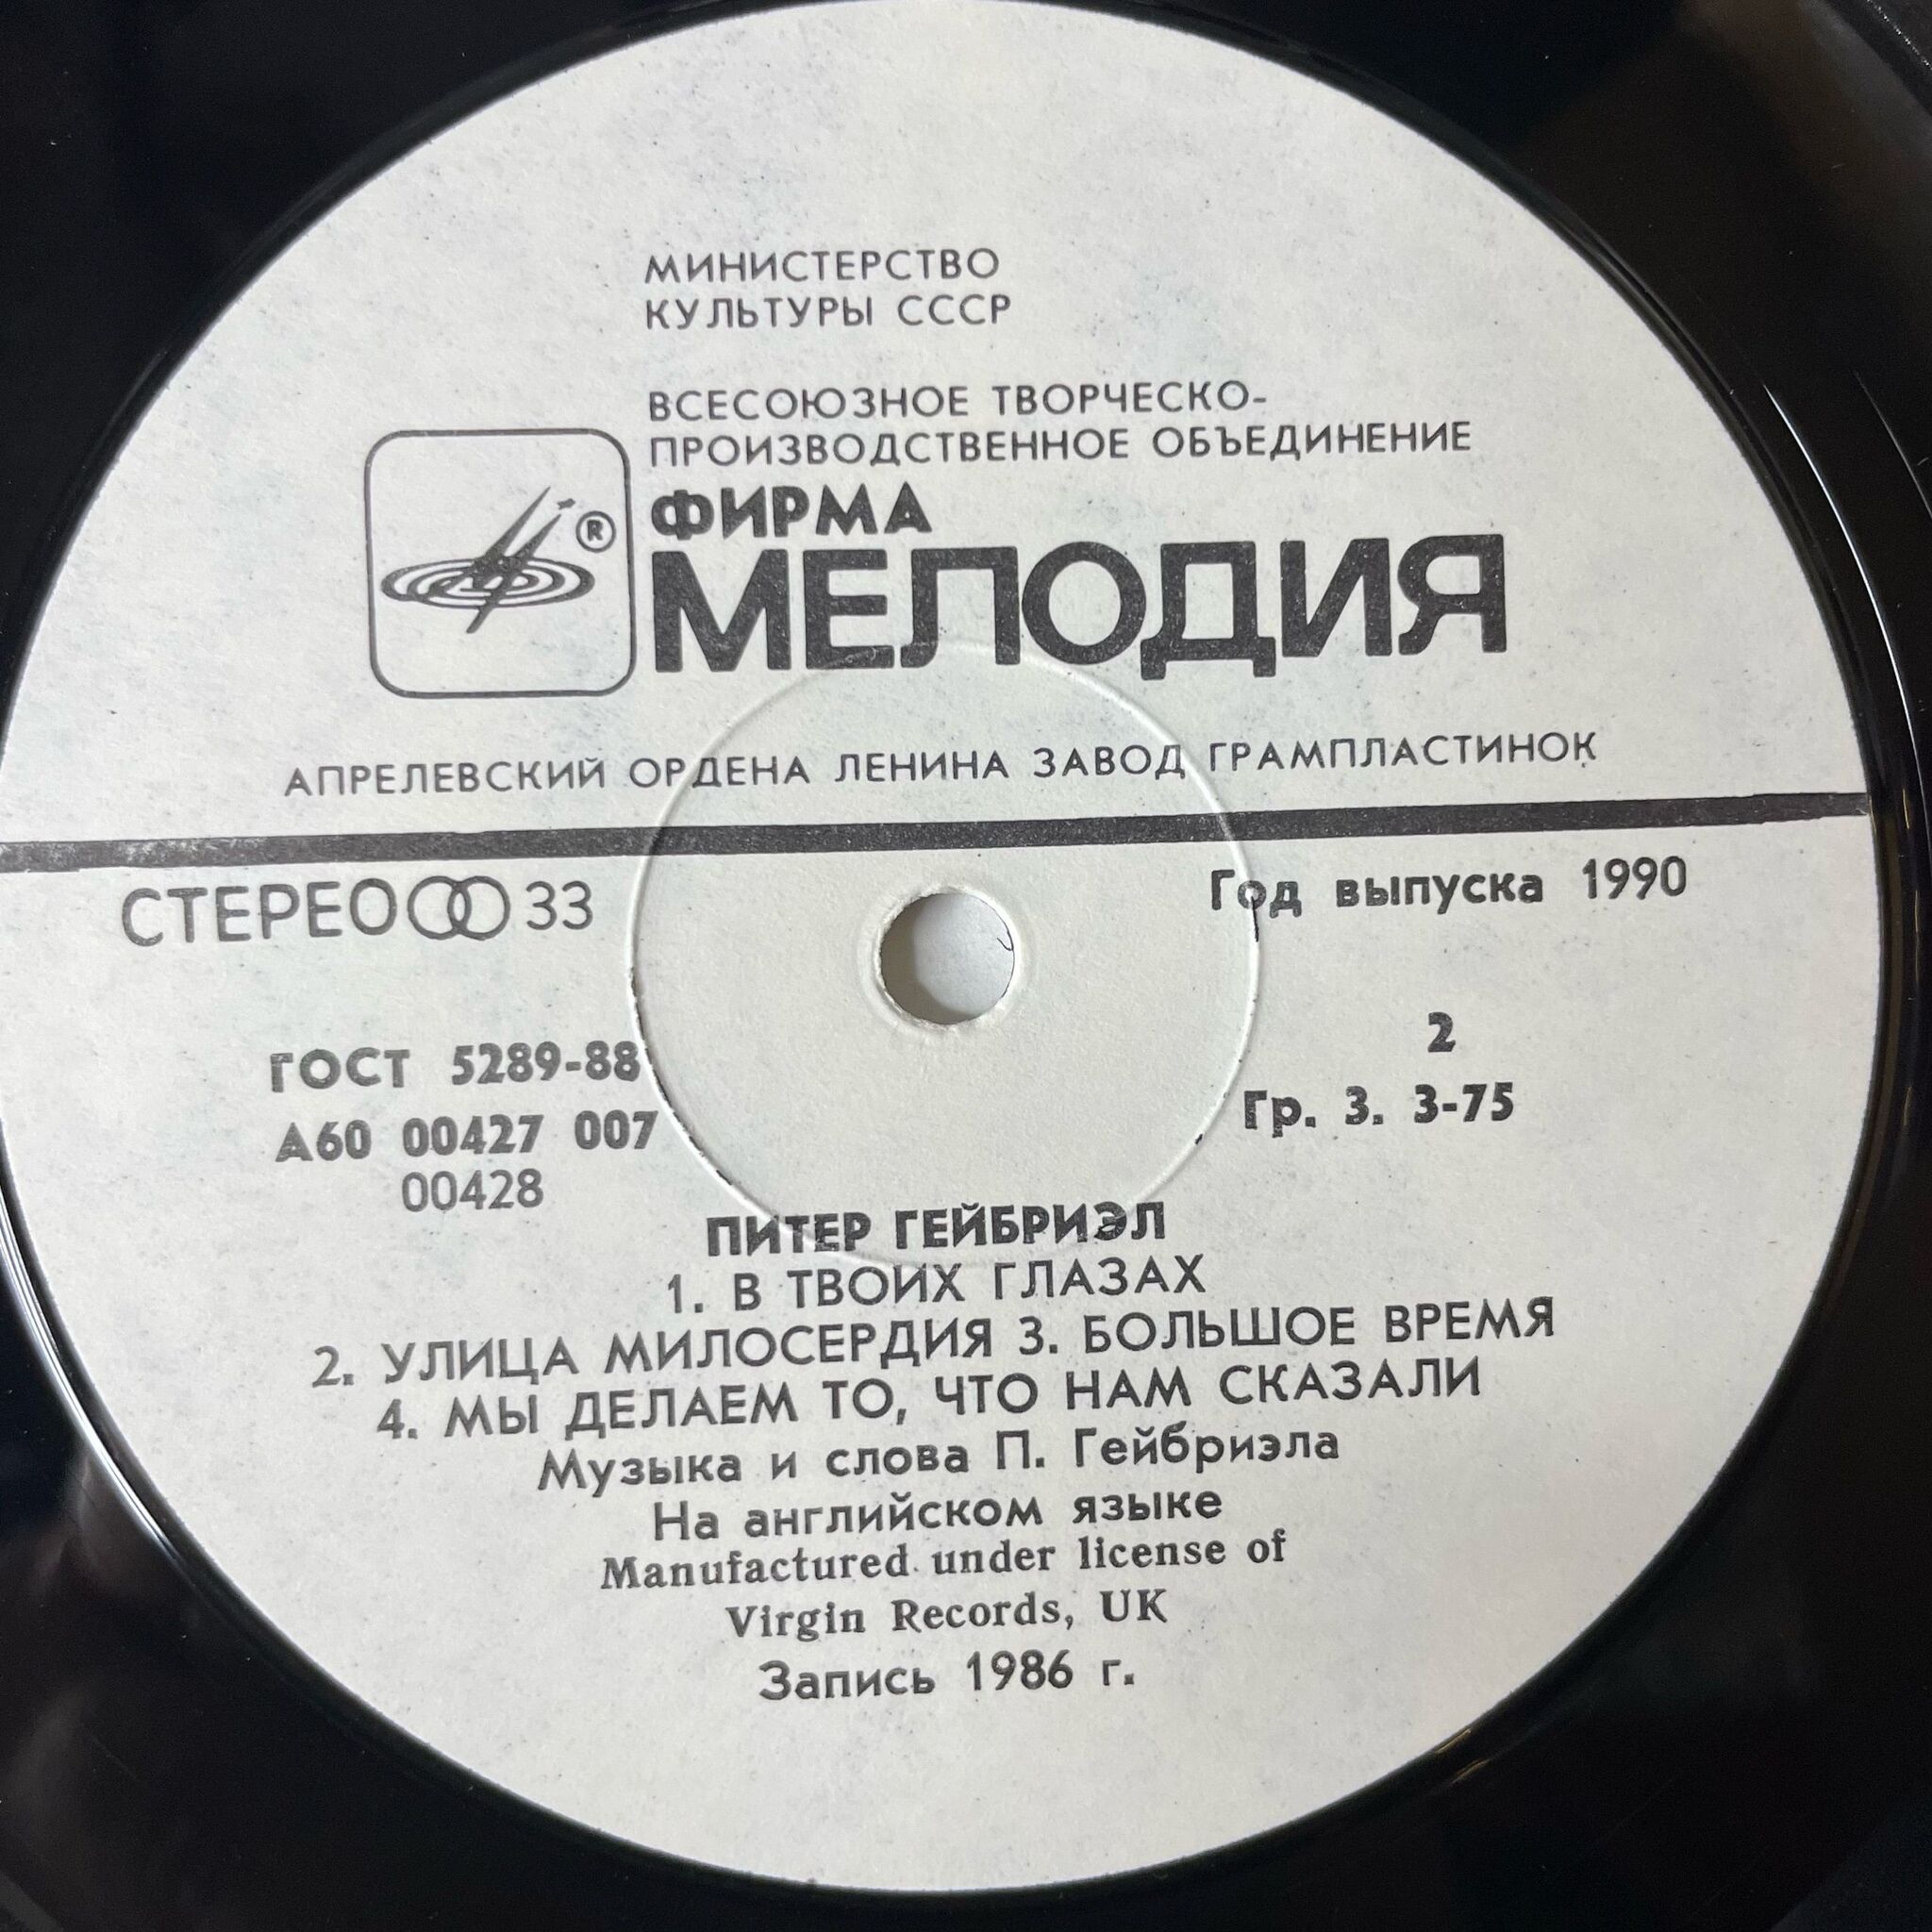 МИНИСТЕРСТВО
КУЛЬТУРЫ СССР
ВСЕСОЮЗНОЕ ТВОРЧЕСКО-
ПРОИЗВОДСТВЕННОЕ ОБЪЕДИНЕНИЕ
®
ФИРМА
МЕЛОДИЯ
АПРЕЛЕВСКИЙ ОРДЕНА ЛЕНИНА ЗАВОД ГРАМПЛАСТИНОК
СТЕРЕО 33
Год выпуска 1990
ГОСТ 5289-88
2
А60 00427 007
Гр. 3. 3-75
00428
ПИТЕР ГЕЙБРИЭЛ
1. В ТВОИХ ГЛАЗАХ
2. УЛИЦА МИЛОСЕРДИЯ 3. БОЛЬШОЕ ВРЕМЯ
4. МЫ ДЕЛАЕМ ТО, ЧТО НАМ СКАЗАЛИ
Музыка и слова П. Гейбриэла
На английском языке
Manufactured under license of
Virgin Records, UK
Запись 1986 г.